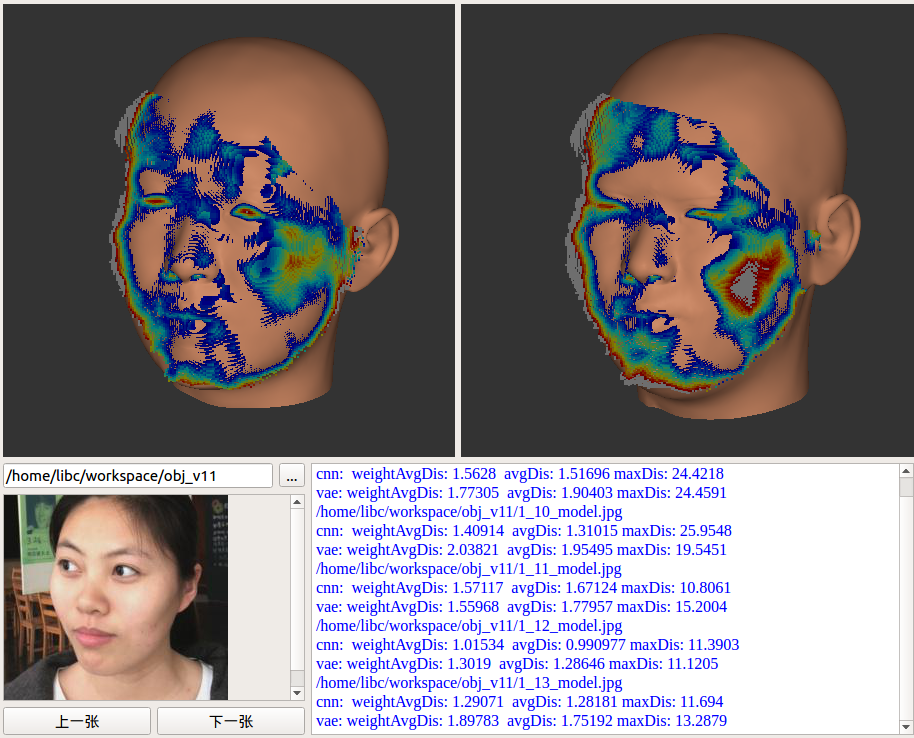 /home/libc/workspace/obj_v11
...
cnn: weightAvgDis: 1.5628 avgDis: 1.51696 maxDis: 24.4218
vae: weightAvgDis: 1.77305 avgDis: 1.90403 maxDis: 24.4591
/home/libc/workspace/obj_v11/1_10_model.jpg
cnn: weightAvgDis: 1.40914 avgDis: 1.31015 maxDis: 25.9548
vae: weightAvgDis: 2.03821 avgDis: 1.95495 maxDis: 19.5451
/home/libc/workspace/obj_v11/1_11_model.jpg
cnn: weightAvgDis: 1.57117 avgDis: 1.67124 maxDis: 10.8061
vae: weightAvgDis: 1.55968 avgDis: 1.77957 maxDis: 15.2004
/home/libc/workspace/obj_v11/1_12_model.jpg
cnn: weightAvgDis: 1.01534 avgDis: 0.990977 maxDis: 11.3903
vae: weightAvgDis: 1.3019 avgDis: 1.28646 maxDis: 11.1205
/home/libc/workspace/obj_v11/1_13_model.jpg
cnn: weightAvgDis: 1.29071 avgDis: 1.28181 maxDis: 11.694
vae: weightAvgDis: 1.89783 avgDis: 1.75192 maxDis: 13.2879
上一张
下一张